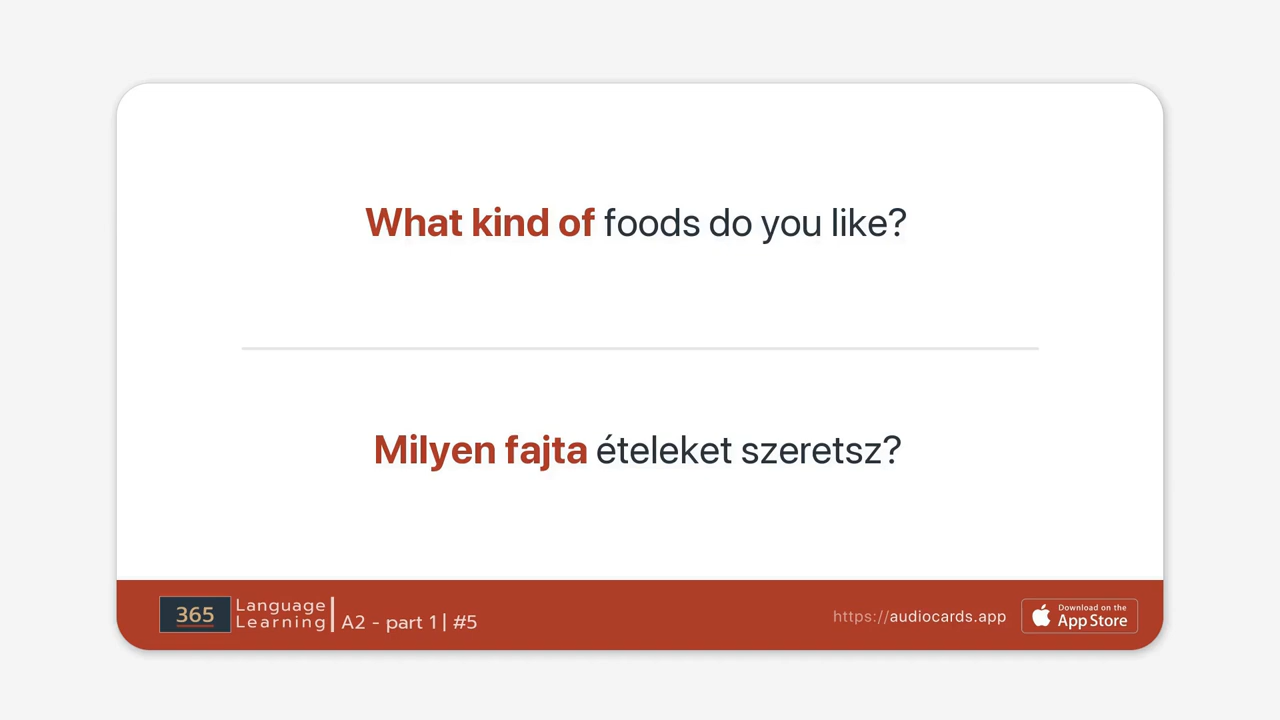 What kind of foods do you like?
Milyen fajta ételeket szeretsz?
365 Language Learning | A2 - part 1 | #5
https://audiocards.app
Download on the
App Store